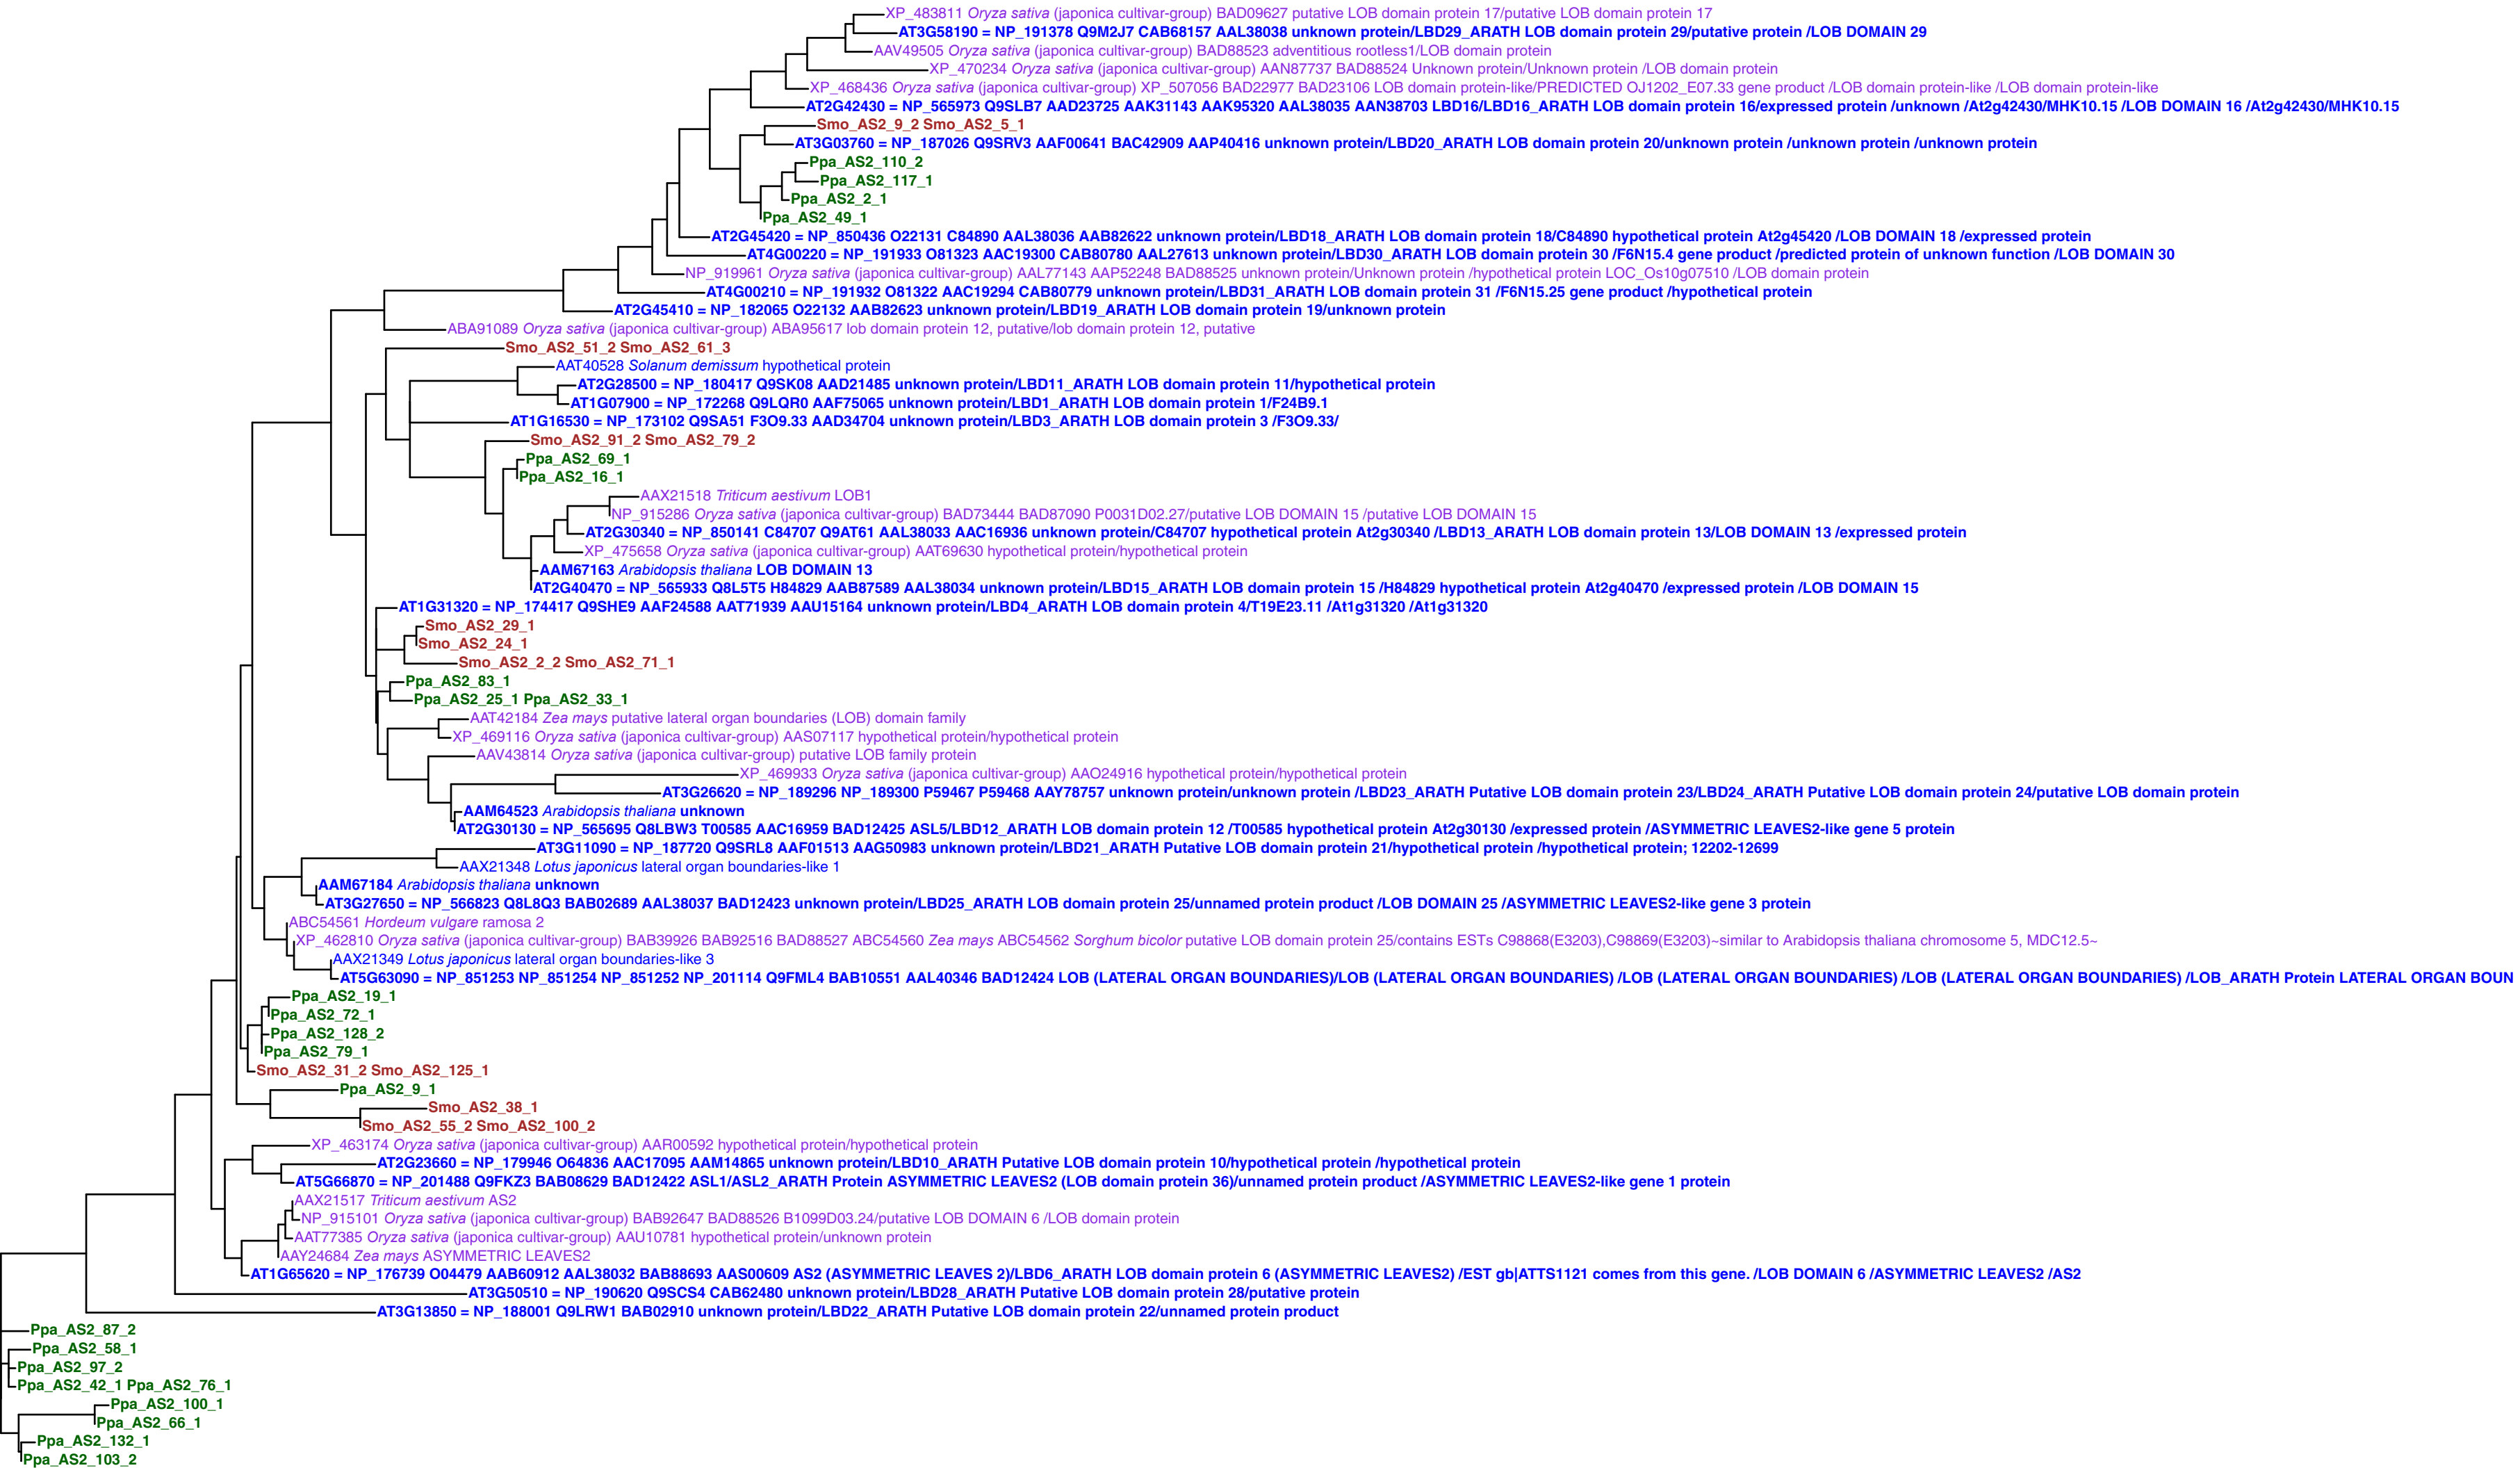 XP_483811 Oryza sativa (japonica cultivar-group) BAD09627 putative LOB domain protein 17/putative LOB domain protein 17
AT3G58190 = NP_191378 Q9M2J7 CAB68157 AAL38038 unknown protein/LBD29_ARATH LOB domain protein 29/putative protein /LOB DOMAIN 29
AAV49505 Oryza sativa (japonica cultivar-group) BAD88523 adventitious rootless1/LOB domain protein
XP_470234 Oryza sativa (japonica cultivar-group) AAN87737 BAD88524 Unknown protein/Unknown protein /LOB domain protein
XP_468436 Oryza sativa (japonica cultivar-group) XP_507056 BAD22977 BAD23106 LOB domain protein-like/PREDICTED OJ1202_E07.33 gene product /LOB domain protein-like /LOB domain protein-like
AT2G42430 = NP_565973 Q9SLB7 AAD23725 AAK31143 AAK95320 AAL38035 AAN38703 LBD16/LBD16_ARATH LOB domain protein 16/expressed protein /unknown /At2g42430/MHK10.15 /LOB DOMAIN 16 /At2g42430/MHK10.15
Smo_AS2_9_2 Smo_AS2_5_1
AT3G03760 = NP_187026 Q9SRV3 AAF00641 BAC42909 AAP40416 unknown protein/LBD20_ARATH LOB domain protein 20/unknown protein /unknown protein /unknown protein
Ppa_AS2_110_2
Ppa_AS2_117_1
Ppa_AS2_2_1
Ppa_AS2_49_1
AT2G45420 = NP_850436 O22131 C84890 AAL38036 AAB82622 unknown protein/LBD18_ARATH LOB domain protein 18/C84890 hypothetical protein At2g45420 /LOB DOMAIN 18 /expressed protein
AT4G00220 = NP_191933 O81323 AAC19300 CAB80780 AAL27613 unknown protein/LBD30_ARATH LOB domain protein 30 /F6N15.4 gene product /predicted protein of unknown function /LOB DOMAIN 30
NP_919961 Oryza sativa (japonica cultivar-group) AAL77143 AAP52248 BAD88525 unknown protein/Unknown protein /hypothetical protein LOC_Os10g07510 /LOB domain protein
AT4G00210 = NP_191932 O81322 AAC19294 CAB80779 unknown protein/LBD31_ARATH LOB domain protein 31 /F6N15.25 gene product /hypothetical protein
AT2G45410 = NP_182065 O22132 AAB82623 unknown protein/LBD19_ARATH LOB domain protein 19/unknown protein
ABA91089 Oryza sativa (japonica cultivar-group) ABA95617 lob domain protein 12, putative/lob domain protein 12, putative
Smo_AS2_51_2 Smo_AS2_61_3
AAT40528 Solanum demissum hypothetical protein
AT2G28500 = NP_180417 Q9SK08 AAD21485 unknown protein/LBD11_ARATH LOB domain protein 11/hypothetical protein
AT1G07900 = NP_172268 Q9LQR0 AAF75065 unknown protein/LBD1_ARATH LOB domain protein 1/F24B9.1
AT1G16530 = NP_173102 Q9SA51 F3O9.33 AAD34704 unknown protein/LBD3_ARATH LOB domain protein 3 /F3O9.33/
Smo_AS2_91_2 Smo_AS2_79_2
Ppa_AS2_69_1
Ppa_AS2_16_1
AAX21518 Triticum aestivum LOB1
NP_915286 Oryza sativa (japonica cultivar-group) BAD73444 BAD87090 P0031D02.27/putative LOB DOMAIN 15 /putative LOB DOMAIN 15
AT2G30340 = NP_850141 C84707 Q9AT61 AAL38033 AAC16936 unknown protein/C84707 hypothetical protein At2g30340 /LBD13_ARATH LOB domain protein 13/LOB DOMAIN 13 /expressed protein
XP_475658 Oryza sativa (japonica cultivar-group) AAT69630 hypothetical protein/hypothetical protein
AAM67163 Arabidopsis thaliana LOB DOMAIN 13
AT2G40470 = NP_565933 Q8L5T5 H84829 AAB87589 AAL38034 unknown protein/LBD15_ARATH LOB domain protein 15 /H84829 hypothetical protein At2g40470 /expressed protein /LOB DOMAIN 15
AT1G31320 = NP_174417 Q9SHE9 AAF24588 AAT71939 AAU15164 unknown protein/LBD4_ARATH LOB domain protein 4/T19E23.11 /At1g31320 /At1g31320
Smo_AS2_29_1
Smo_AS2_24_1
Smo_AS2_2_2 Smo_AS2_71_1
Ppa_AS2_83_1
Ppa_AS2_25_1 Ppa_AS2_33_1
AAT42184 Zea mays putative lateral organ boundaries (LOB) domain family
XP_469116 Oryza sativa (japonica cultivar-group) AAS07117 hypothetical protein/hypothetical protein
AAV43814 Oryza sativa (japonica cultivar-group) putative LOB family protein
XP_469933 Oryza sativa (japonica cultivar-group) AAO24916 hypothetical protein/hypothetical protein
AT3G26620 = NP_189296 NP_189300 P59467 P59468 AAY78757 unknown protein/unknown protein /LBD23_ARATH Putative LOB domain protein 23/LBD24_ARATH Putative LOB domain protein 24/putative LOB domain protein
AAM64523 Arabidopsis thaliana unknown
AT2G30130 = NP_565695 Q8LBW3 T00585 AAC16959 BAD12425 ASL5/LBD12_ARATH LOB domain protein 12 /T00585 hypothetical protein At2g30130 /expressed protein /ASYMMETRIC LEAVES2-like gene 5 protein
AT3G11090 = NP_187720 Q9SRL8 AAF01513 AAG50983 unknown protein/LBD21_ARATH Putative LOB domain protein 21/hypothetical protein /hypothetical protein; 12202-12699
AAX21348 Lotus japonicus lateral organ boundaries-like 1
AAM67184 Arabidopsis thaliana unknown
AT3G27650 = NP_566823 Q8L8Q3 BAB02689 AAL38037 BAD12423 unknown protein/LBD25_ARATH LOB domain protein 25/unnamed protein product /LOB DOMAIN 25 /ASYMMETRIC LEAVES2-like gene 3 protein
ABC54561 Hordeum vulgare ramosa 2
XP_462810 Oryza sativa (japonica cultivar-group) BAB39926 BAB92516 BAD88527 ABC54560 Zea mays ABC54562 Sorghum bicolor putative LOB domain protein 25/contains ESTs C98868(E3203),C98869(E3203)~similar to Arabidopsis thaliana chromosome 5, MDC12.5~
AAX21349 Lotus japonicus lateral organ boundaries-like 3
AT5G63090 = NP_851253 NP_851254 NP_851252 NP_201114 Q9FML4 BAB10551 AAL40346 BAD12424 LOB (LATERAL ORGAN BOUNDARIES)/LOB (LATERAL ORGAN BOUNDARIES) /LOB (LATERAL ORGAN BOUNDARIES) /LOB (LATERAL ORGAN BOUNDARIES) /LOB_ARATH Protein LATERAL ORGAN BOUN
Ppa_AS2_19_1
Ppa_AS2_72_1
Ppa_AS2_128_2
Ppa_AS2_79_1
Smo_AS2_31_2 Smo_AS2_125_1
Ppa_AS2_9_1
Smo_AS2_38_1
Smo_AS2_55_2 Smo_AS2_100_2
XP_463174 Oryza sativa (japonica cultivar-group) AAR00592 hypothetical protein/hypothetical protein
AT2G23660 = NP_179946 O64836 AAC17095 AAM14865 unknown protein/LBD10_ARATH Putative LOB domain protein 10/hypothetical protein /hypothetical protein
AT5G66870 = NP_201488 Q9FKZ3 BAB08629 BAD12422 ASL1/ASL2_ARATH Protein ASYMMETRIC LEAVES2 (LOB domain protein 36)/unnamed protein product /ASYMMETRIC LEAVES2-like gene 1 protein
AAX21517 Triticum aestivum AS2
NP_915101 Oryza sativa (japonica cultivar-group) BAB92647 BAD88526 B1099D03.24/putative LOB DOMAIN 6 /LOB domain protein
AAT77385 Oryza sativa (japonica cultivar-group) AAU10781 hypothetical protein/unknown protein
AAY24684 Zea mays ASYMMETRIC LEAVES2
AT1G65620 = NP_176739 O04479 AAB60912 AAL38032 BAB88693 AAS00609 AS2 (ASYMMETRIC LEAVES 2)/LBD6_ARATH LOB domain protein 6 (ASYMMETRIC LEAVES2) /EST gb|ATTS1121 comes from this gene. /LOB DOMAIN 6 /ASYMMETRIC LEAVES2 /AS2
AT3G50510 = NP_190620 Q9SCS4 CAB62480 unknown protein/LBD28_ARATH Putative LOB domain protein 28/putative protein
AT3G13850 = NP_188001 Q9LRW1 BAB02910 unknown protein/LBD22_ARATH Putative LOB domain protein 22/unnamed protein product
Ppa_AS2_87_2
Ppa_AS2_58_1
Ppa_AS2_97_2
Ppa_AS2_42_1 Ppa_AS2_76_1
Ppa_AS2_100_1
Ppa_AS2_66_1
Ppa_AS2_132_1
Ppa_AS2_103_2